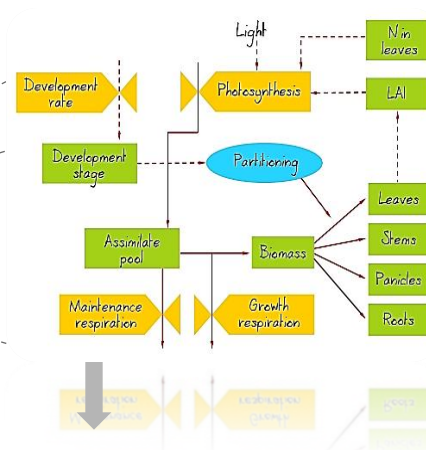 Light
N in
leaves
Development
rate
Photosynthesis
LAI
Development
stage
Partitioning
Leaves
Assimilate
pool
Biomass
Stems
Panicles
Maintenance
respiration
Growth
respiration
Roots